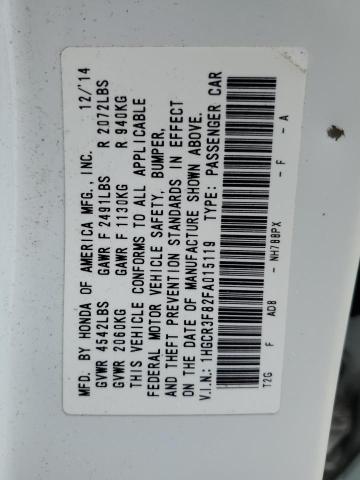 MFD. BY HONDA OF AMERICA MFG., INC. 12/'14
GVWR 4542LBS GAWR F 2491LBS R 2072LBS
GVWR 2060KG GAWR F 1130KG R 940KG
THIS VEHICLE CONFORMS TO ALL APPLICABLE
FEDERAL MOTOR VEHICLE SAFETY, BUMPER,
AND THEFT PREVENTION STANDARDS IN EFFECT
ON THE DATE OF MANUFACTURE SHOWN ABOVE.
V.I.N.: 1HGCR3F82FA015119 TYPE: PASSENGER CAR
T2G F AD8 - NH788PX - F - A